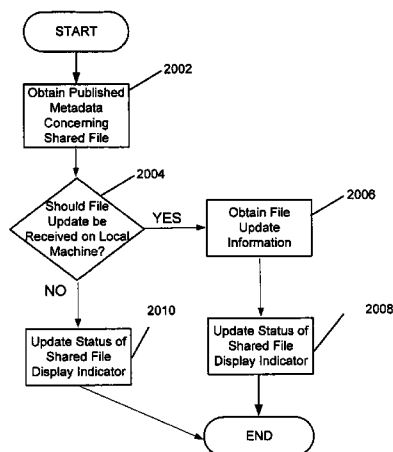 START
2002
Obtain Published
Metadata
Concerning
Shared File
2004
Should File
Update be
Received on Local
Machine?
YES
2006
Obtain File
Update
Information
NO
2010
Update Status of
Shared File
Display Indicator
2008
Update Status of
Shared File
Display Indicator
END